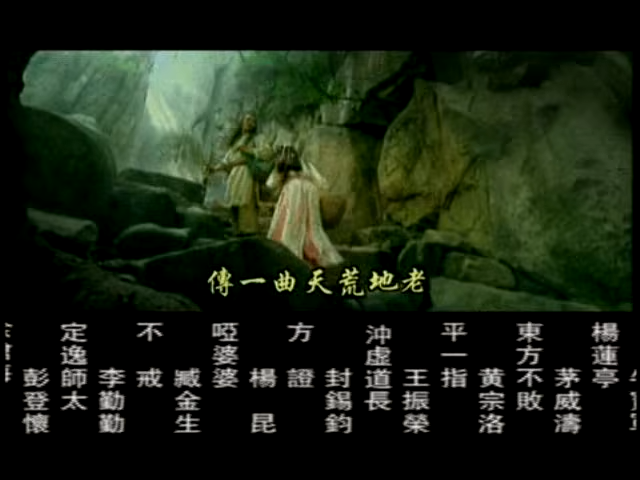 傳一曲天荒地老
彭登懷
定逸師太
李勤勤
不戒
臧金生
啞婆婆
楊昆
方證
封錫鈞
沖虛道長
王振榮
平一指
黃宗洛
東方不敗
茅威濤
楊蓮亭